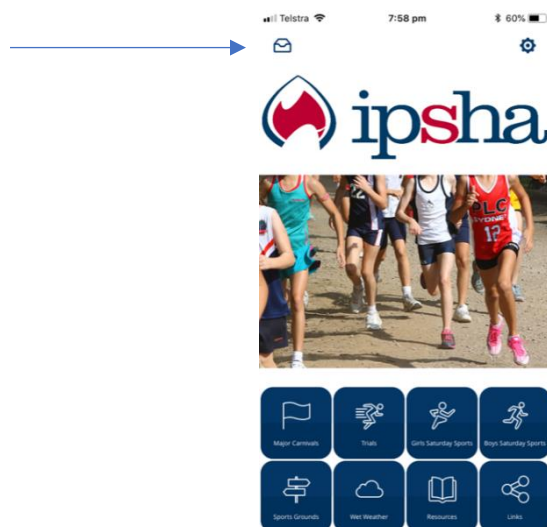 Telstra 7:58 pm 60%
ipsha
PLC
SYDNEY
12
Major Carnivals Trials Girls Saturday Sports Boys Saturday Sports
Sports Grounds Wet Weather Resources Links